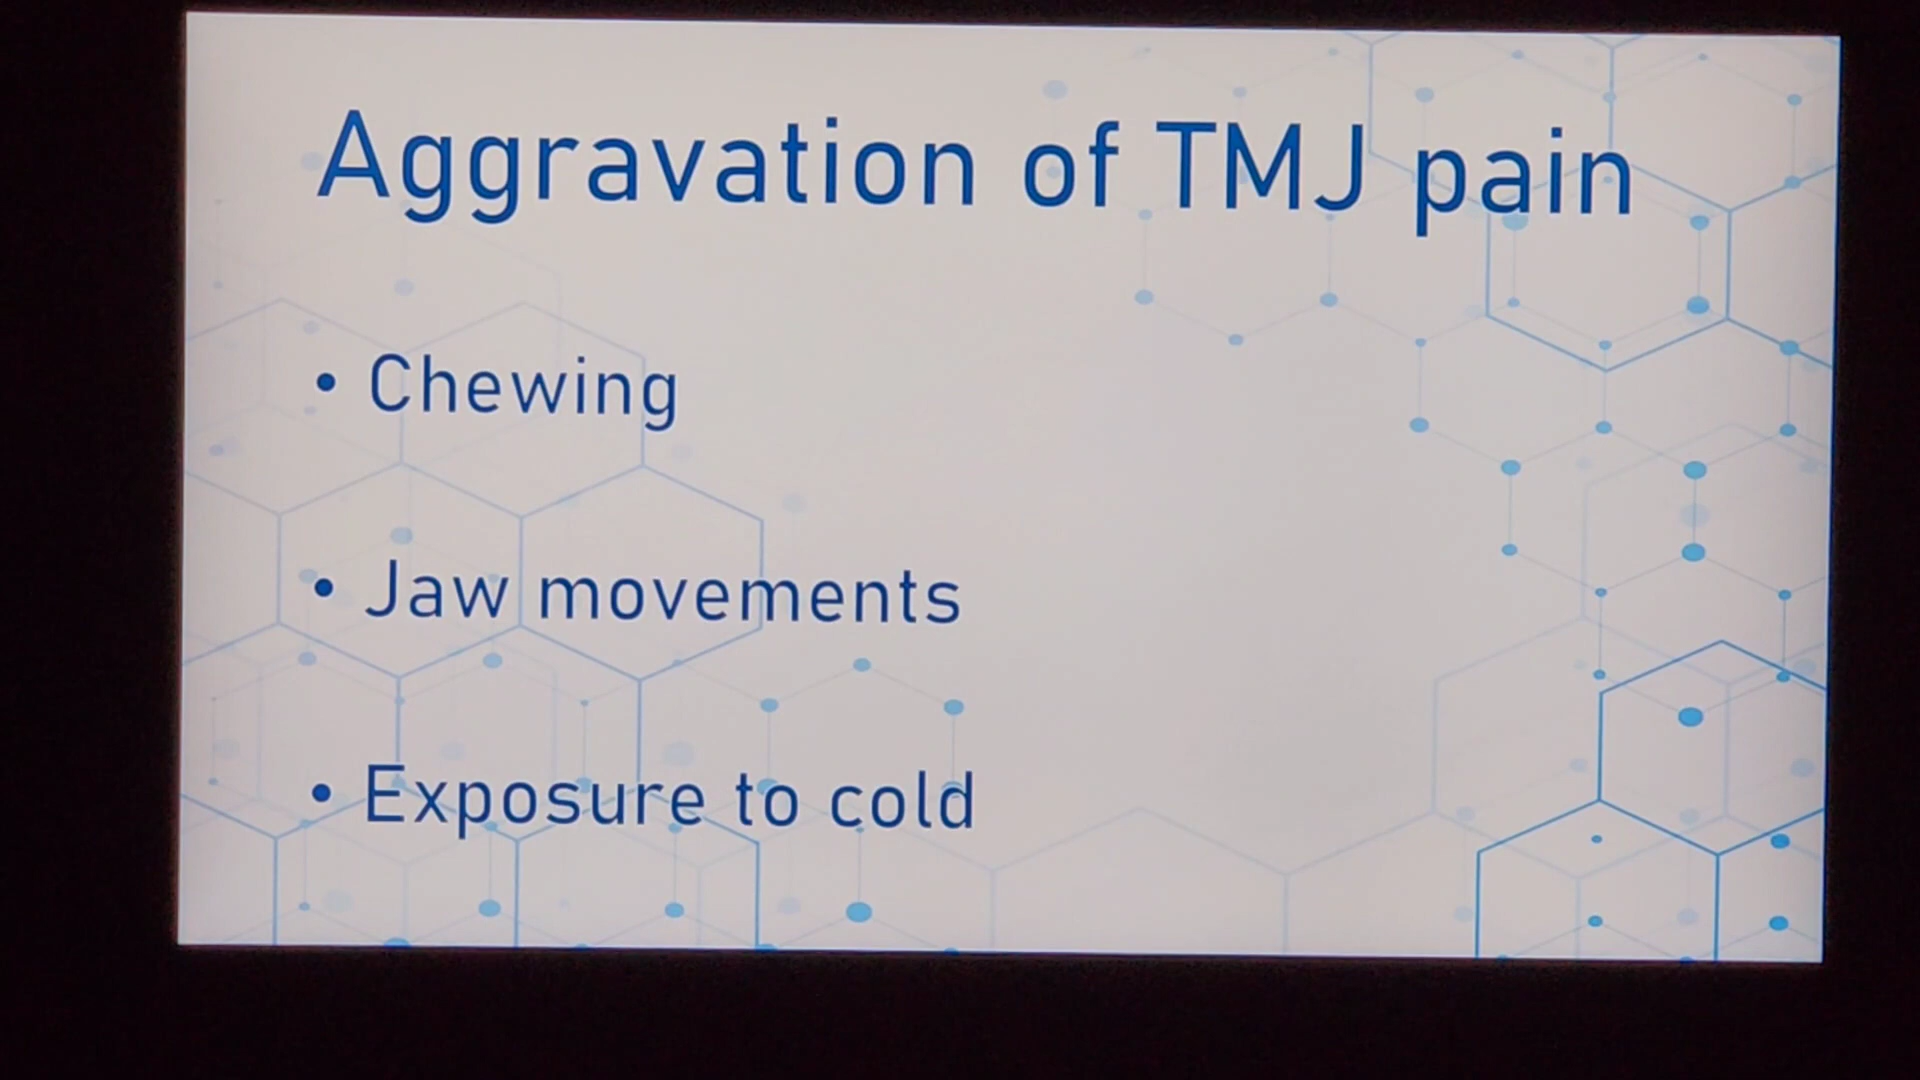 Aggravation of TMJ pain
• Chewing
• Jaw movements
• Exposure to cold